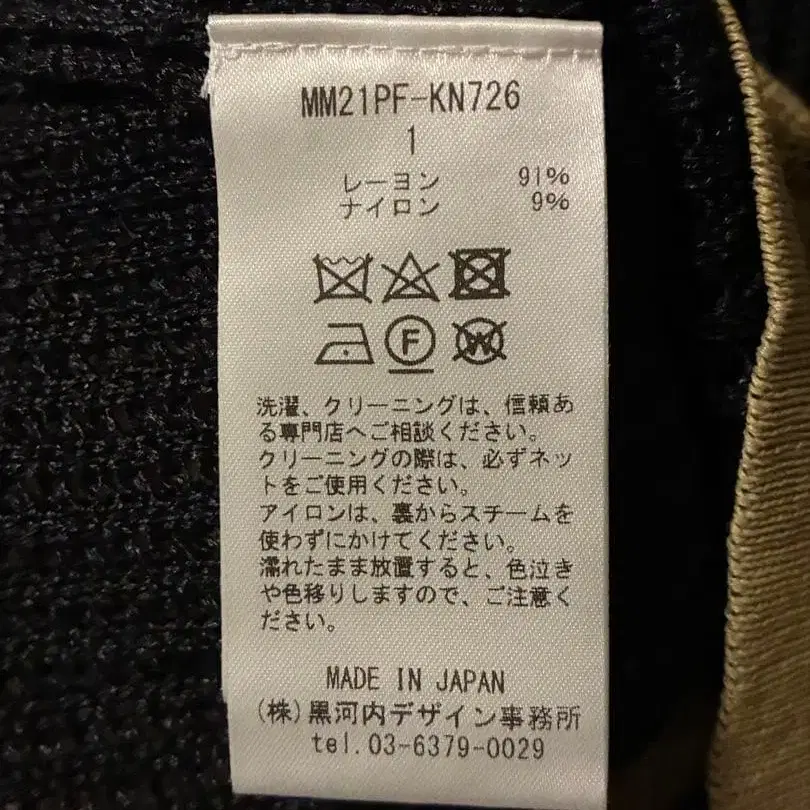 MM21PF-KN726
1
レーヨン 91%
ナイロン 9%
F
W
洗濯、クリーニングは、信頼あ
る専門店へご相談ください。
クリーニングの際は、必ずネッ
トをご使用ください。
アイロンは、裏からスチームを
使わずにかけてください。
濡れたまま放置すると、色泣き
や色移りしますので、ご注意く
ださい。
MADE IN JAPAN
(株)黒河内デザイン事務所
tel.03-6379-0029